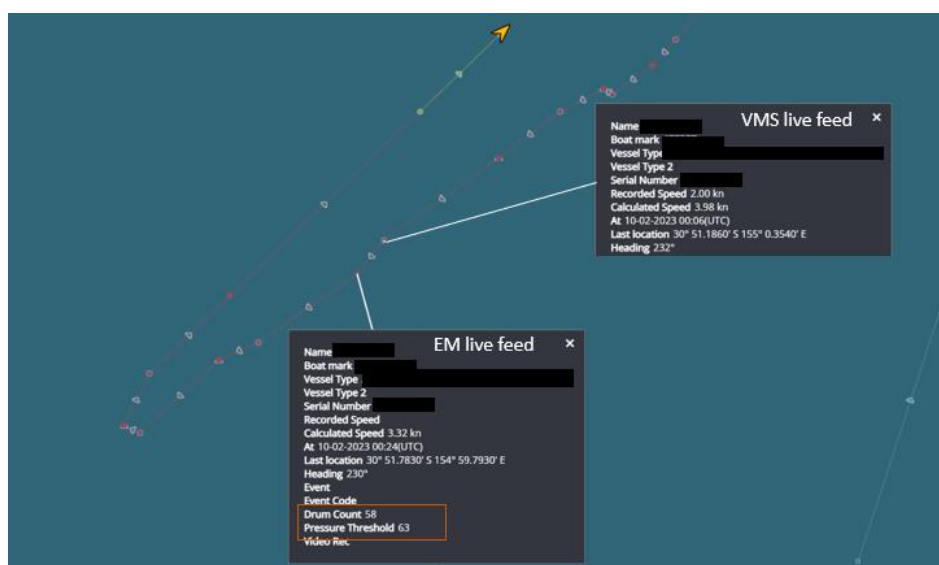 VMS live feed ×
Name
Boat mark
Vessel Type
Vessel Type 2
Serial Number
Recorded Speed 2.00 kn
Calculated Speed 3.98 kn
At 10-02-2023 00:06(UTC)
Last location 30° 51.1860' S 155° 0.3540' E
Heading 232°
EM live feed ×
Name
Boat mark
Vessel Type
Vessel Type 2
Serial Number
Recorded Speed
Calculated Speed 3.32 kn
At 10-02-2023 00:24(UTC)
Last location 30° 51.7830' S 154° 59.7930' E
Heading 230°
Event
Event Code
Drum Count 58
Pressure Threshold 63
Video Rec